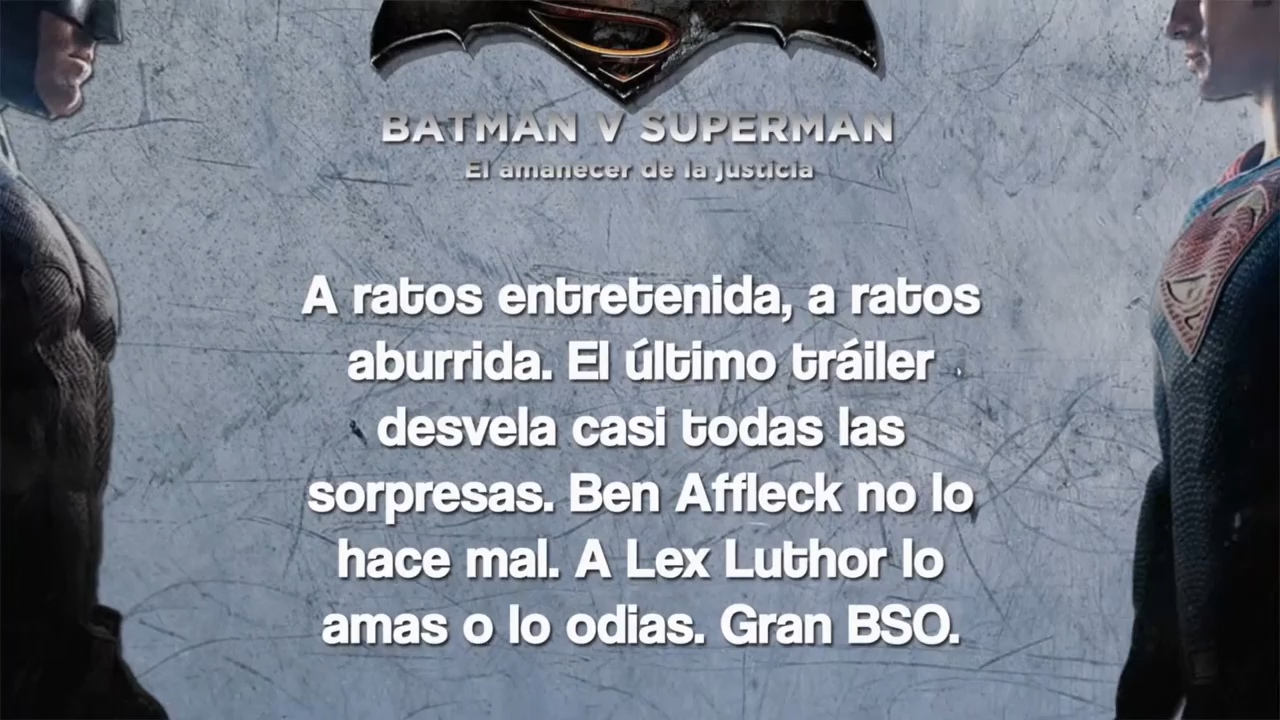 BATMAN V SUPERMAN
El amanecer de la justicia
A ratos entretenida, a ratos
aburrida. El último tráiler
desvela casi todas las
sorpresas. Ben Affleck no lo
hace mal. A Lex Luthor lo
amas o lo odias. Gran BSO.